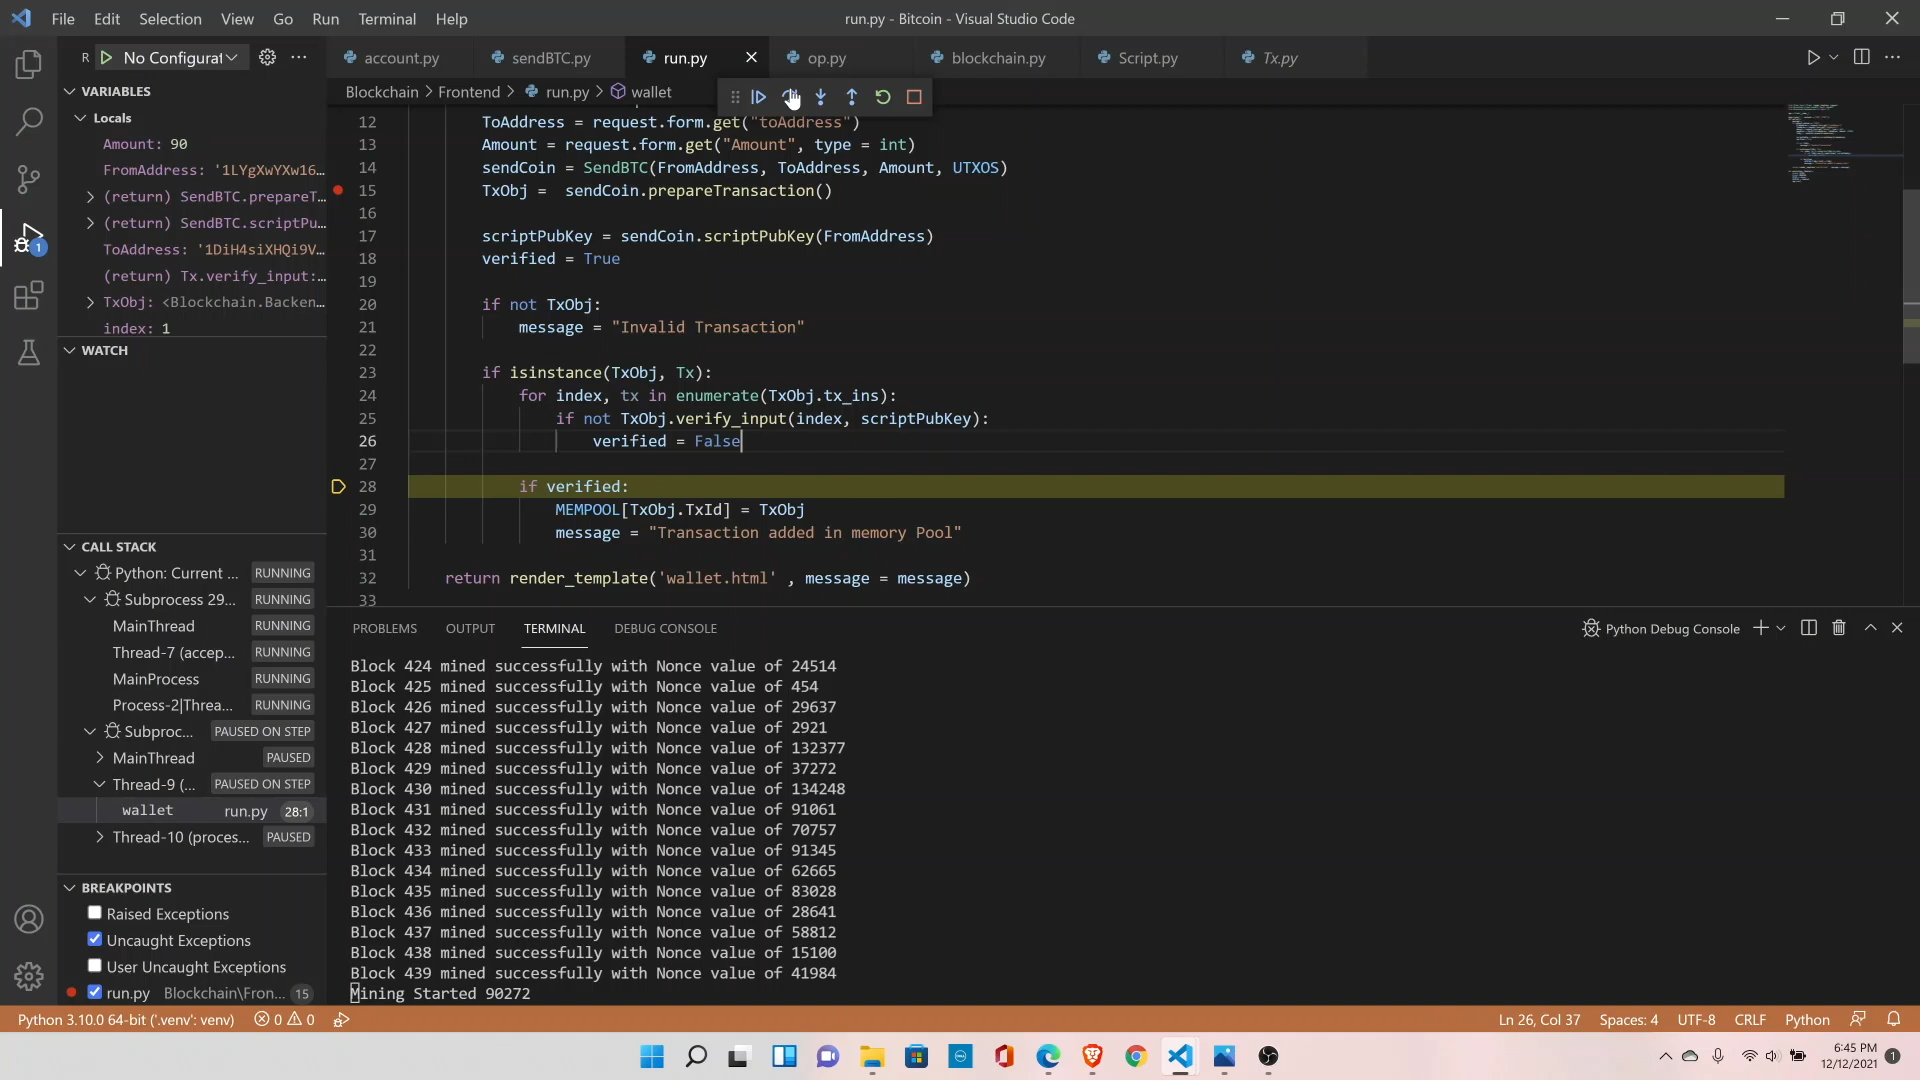 File Edit Selection View Go Run Terminal Help
run.py - Bitcoin - Visual Studio Code
R No Configurat
account.py sendBTC.py run.py op.py blockchain.py Script.py Tx.py
Blockchain > Frontend > run.py > wallet
VARIABLES
Locals
Amount: 90
FromAddress: '1LYgXwYXw16...
(return) SendBTC.prepareT...
(return) SendBTC.scriptPu...
ToAddress: '1DiH4siXHQi9V...
(return) Tx.verify_input:...
TxObj: <Blockchain.Backen...
index: 1
WATCH
CALL STACK
Python: Current ... RUNNING
Subprocess 29... RUNNING
MainThread RUNNING
Thread-7 (accep... RUNNING
MainProcess RUNNING
Process-2|Threa... RUNNING
Subproc... PAUSED ON STEP
MainThread PAUSED
Thread-9 (... PAUSED ON STEP
wallet run.py 28:1
Thread-10 (proces... PAUSED
BREAKPOINTS
Raised Exceptions
Uncaught Exceptions
User Uncaught Exceptions
run.py Blockchain\Fron... 15
12 ToAddress = request.form.get("toAddress")
13 Amount = request.form.get("Amount", type = int)
14 sendCoin = SendBTC(FromAddress, ToAddress, Amount, UTXOS)
15 TxObj = sendCoin.prepareTransaction()
16
17 scriptPubKey = sendCoin.scriptPubKey(FromAddress)
18 verified = True
19
20 if not TxObj:
21 message = "Invalid Transaction"
22
23 if isinstance(TxObj, Tx):
24 for index, tx in enumerate(TxObj.tx_ins):
25 if not TxObj.verify_input(index, scriptPubKey):
26 verified = False
27
28 if verified:
29 MEMPOOL[TxObj.TxId] = TxObj
30 message = "Transaction added in memory Pool"
31
32 return render_template('wallet.html' , message = message)
33
PROBLEMS OUTPUT TERMINAL DEBUG CONSOLE
Python Debug Console
Block 424 mined successfully with Nonce value of 24514
Block 425 mined successfully with Nonce value of 454
Block 426 mined successfully with Nonce value of 29637
Block 427 mined successfully with Nonce value of 2921
Block 428 mined successfully with Nonce value of 132377
Block 429 mined successfully with Nonce value of 37272
Block 430 mined successfully with Nonce value of 134248
Block 431 mined successfully with Nonce value of 91061
Block 432 mined successfully with Nonce value of 70757
Block 433 mined successfully with Nonce value of 91345
Block 434 mined successfully with Nonce value of 62665
Block 435 mined successfully with Nonce value of 83028
Block 436 mined successfully with Nonce value of 28641
Block 437 mined successfully with Nonce value of 58812
Block 438 mined successfully with Nonce value of 15100
Block 439 mined successfully with Nonce value of 41984
Mining Started 90272
Python 3.10.0 64-bit ('.venv': venv) 0 0
Ln 26, Col 37 Spaces: 4 UTF-8 CRLF Python
6:45 PM
12/12/2021
1
1